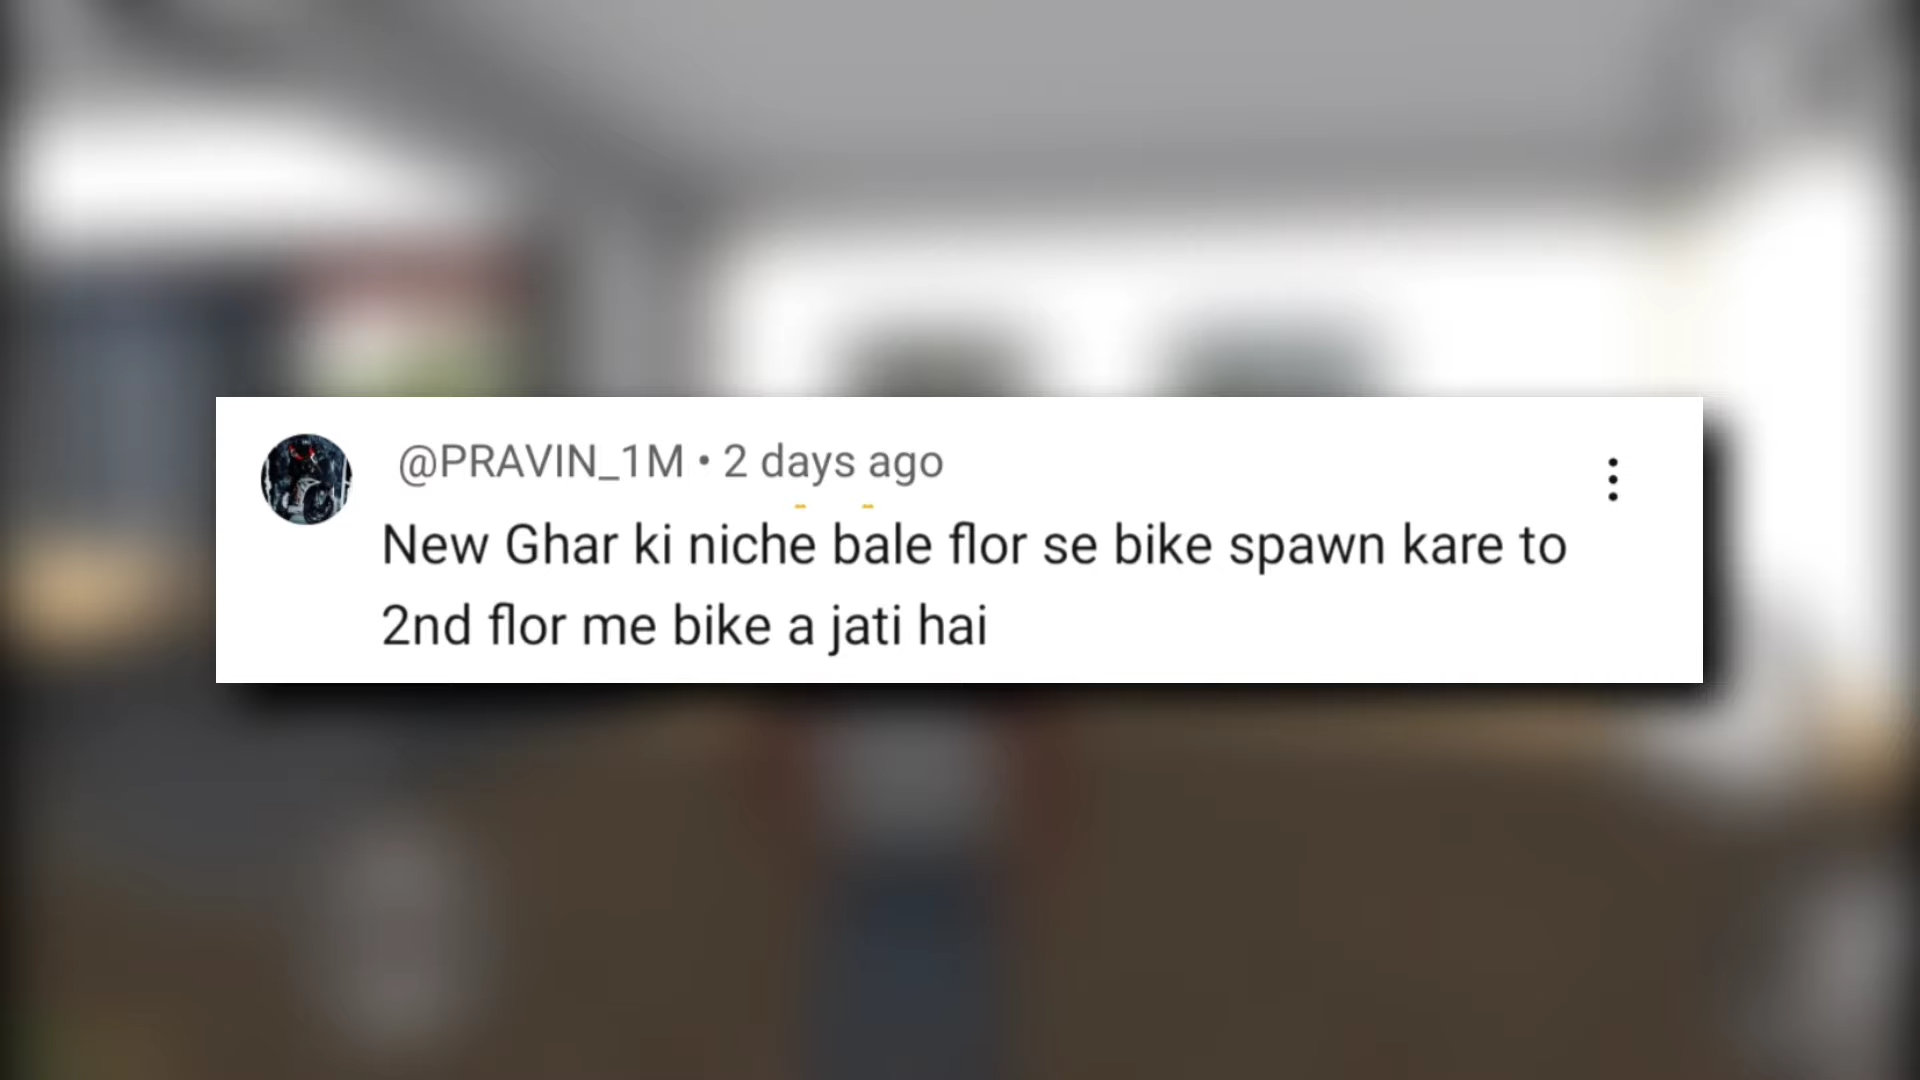 @PRAVIN_1M • 2 days ago
New Ghar ki niche bale flor se bike spawn kare to
2nd flor me bike a jati hai